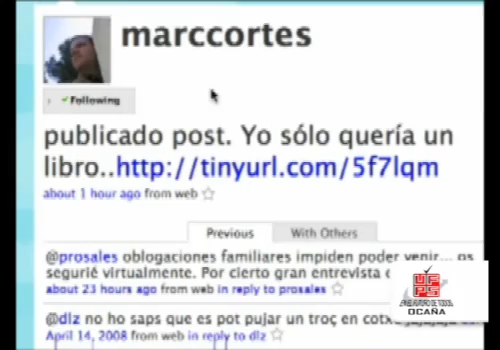 marccortes
Following
publicado post. Yo sólo quería un
libro..http://tinyurl.com/5f7lqm
about 1 hour ago from web
Previous With Others
@prosales oblogaciones familiares impiden poder venir... os
seguiré virtualmente. Por cierto gran entrevista
about 23 hours ago from web in reply to prosales
@dlz no ho saps que es pot pujar un troç en cotxe
April 14, 2008 from web in reply to dlz
UFPS
OCAÑA